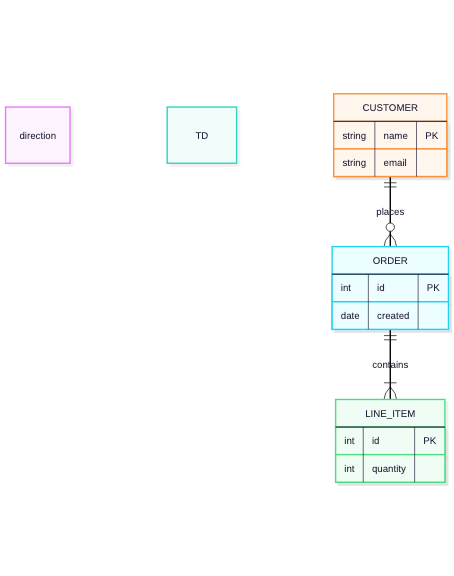 direction
TD
CUSTOMER
string name PK
string email
places
ORDER
int id PK
date created
contains
LINE_ITEM
int id PK
int quantity